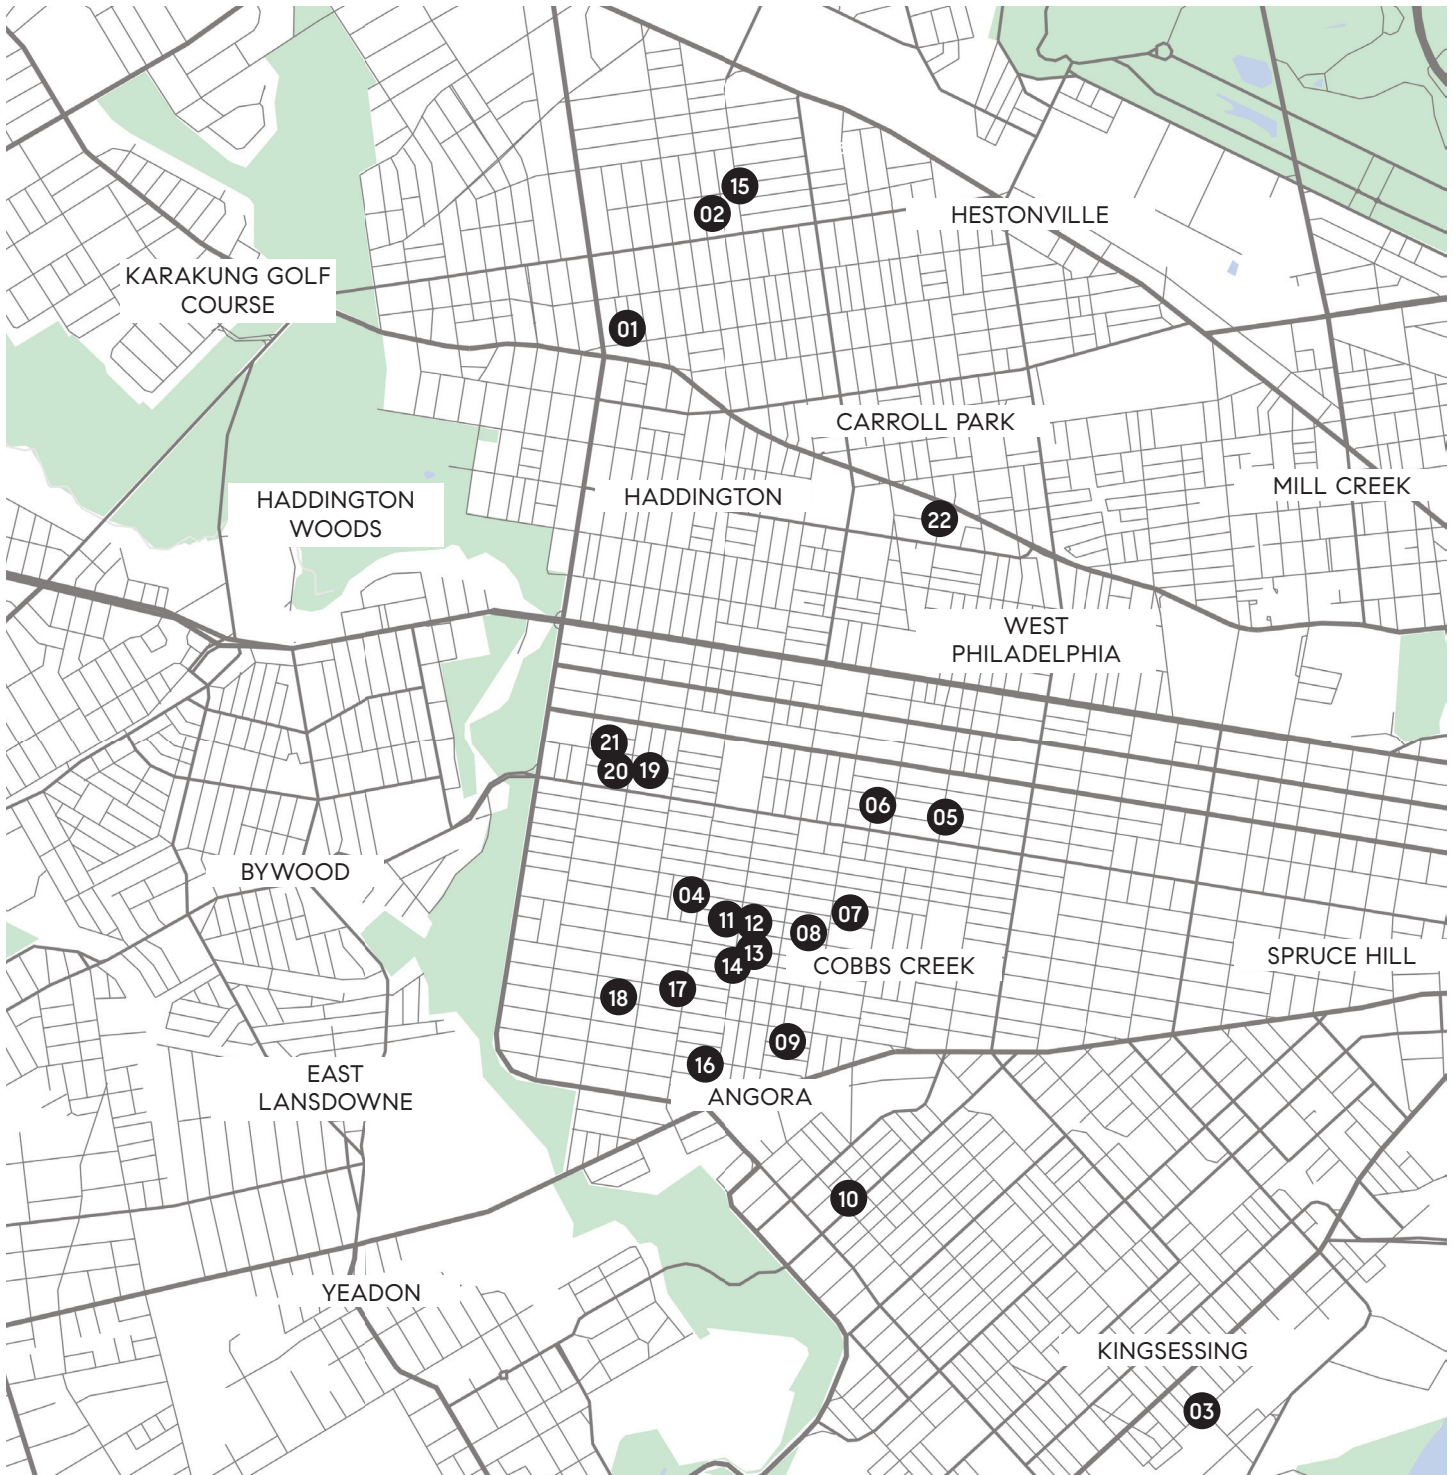 15
02
HESTONVILLE
KARAKUNG GOLF
COURSE
01
CARROLL PARK
HADDINGTON
WOODS
HADDINGTON
MILL CREEK
22
WEST
PHILADELPHIA
21
20
19
06
05
BYWOOD
04
11
12
07
08
13
14
COBBS CREEK
SPRUCE HILL
17
18
09
16
EAST
LANSDOWNE
ANGORA
10
YEADON
KINGSESSING
03